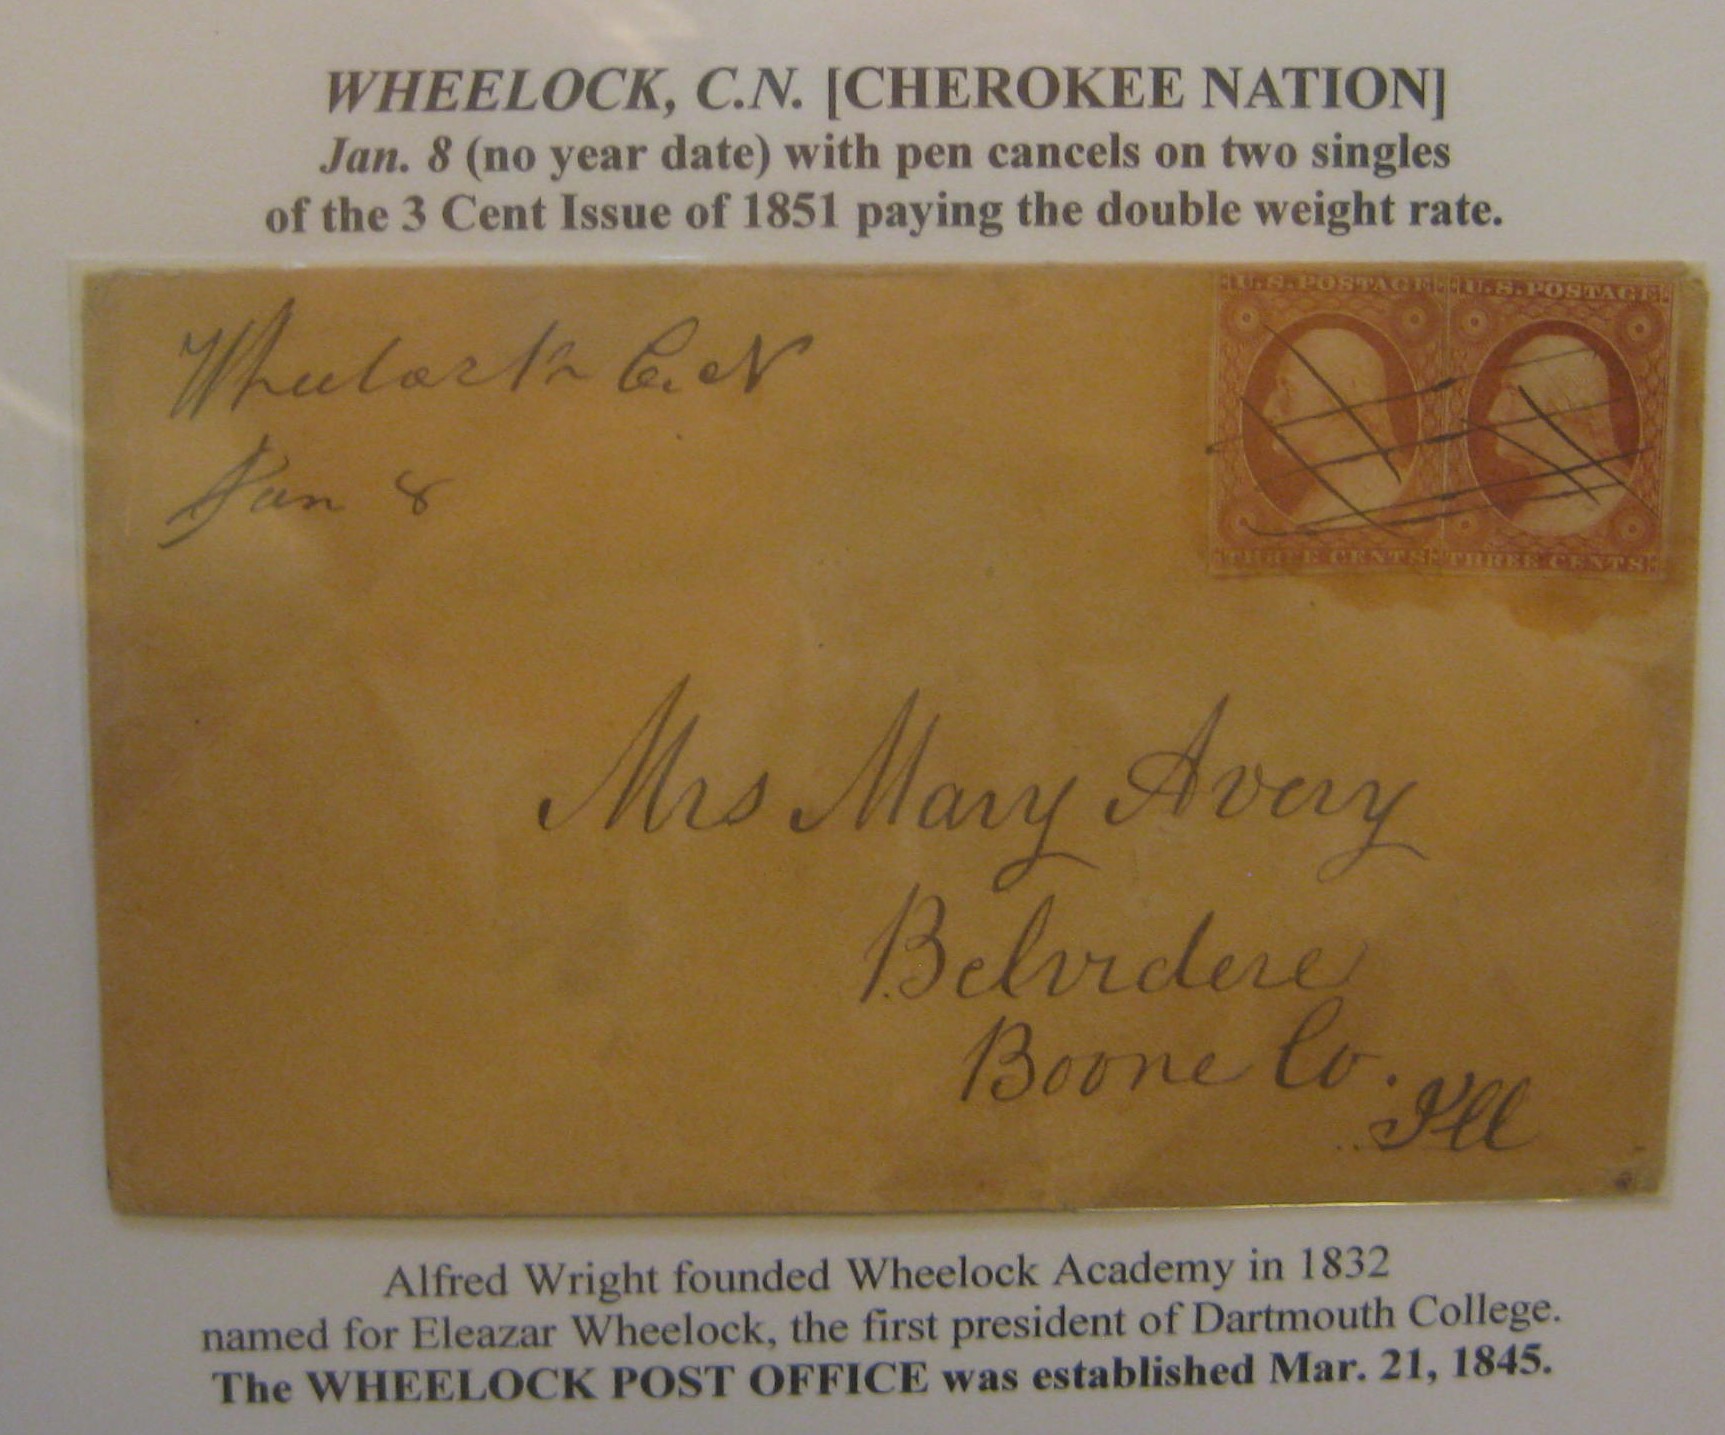 WHEELOCK, C.N. [CHEROKEE NATION]
Jan. 8 (no year date) with pen cancels on two singles
of the 3 Cent Issue of 1851 paying the double weight rate.
Wheelock C. N
Jan 8
U.S. POSTAGE U.S. POSTAGE
THREE CENTS THREE CENTS
Mrs Mary Avery
Belvidere
Boone Co.
Ill
Alfred Wright founded Wheelock Academy in 1832
named for Eleazar Wheelock, the first president of Dartmouth College.
The WHEELOCK POST OFFICE was established Mar. 21, 1845.